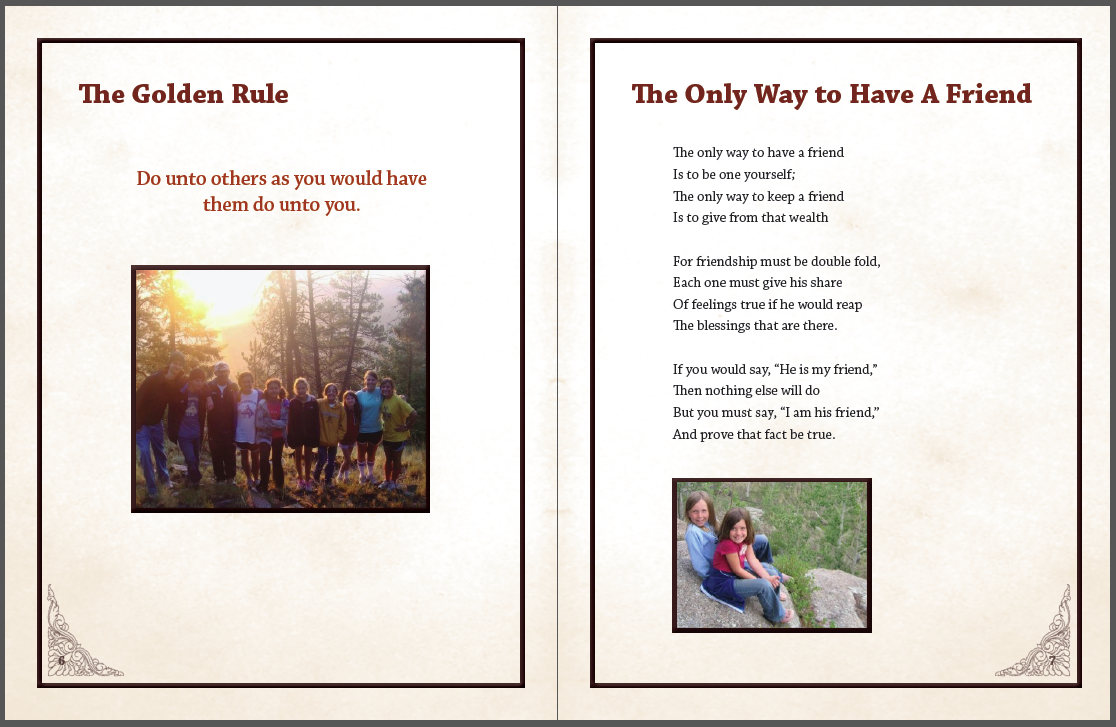 The Golden Rule
Do unto others as you would have
them do unto you.
6
The Only Way to Have A Friend
The only way to have a friend
Is to be one yourself;
The only way to keep a friend
Is to give from that wealth
For friendship must be double fold,
Each one must give his share
Of feelings true if he would reap
The blessings that are there.
If you would say, “He is my friend,”
Then nothing else will do
But you must say, “I am his friend,”
And prove that fact be true.
7